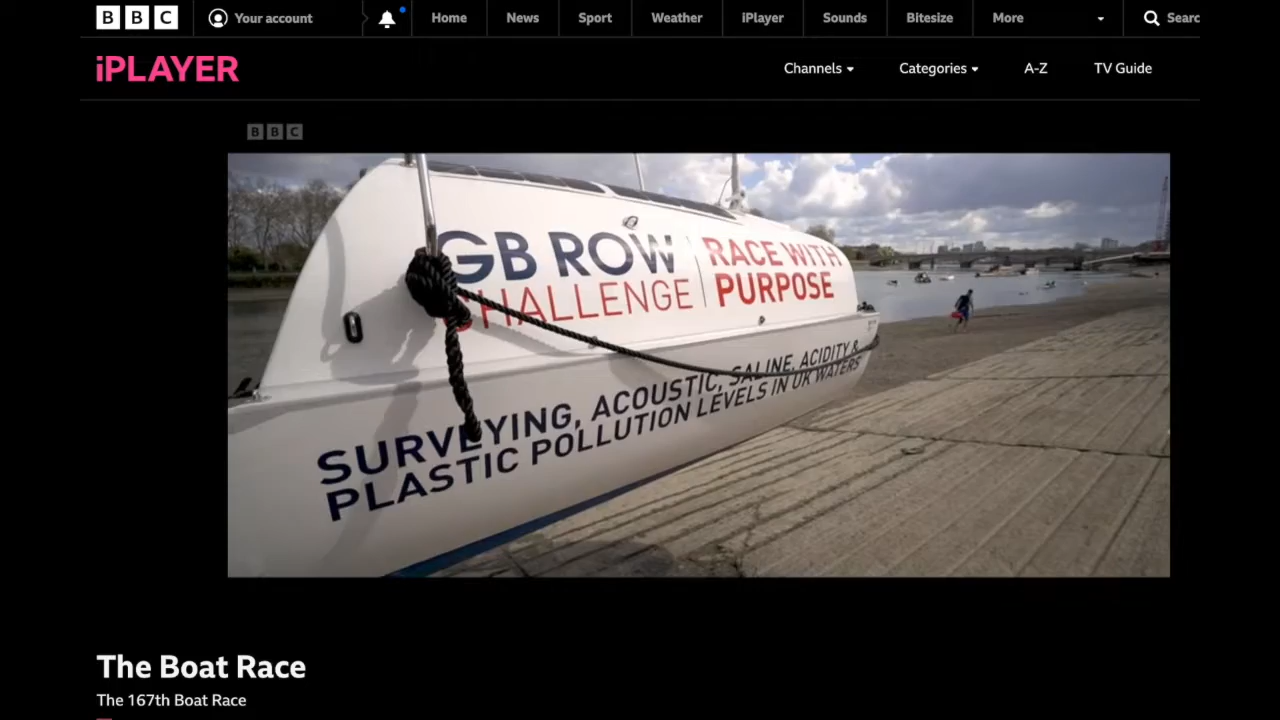 BBC
Your account
Home
News
Sport
Weather
iPlayer
Sounds
Bitesize
More
Searc
iPLAYER
Channels
Categories
A-Z
TV Guide
BBC
GB ROW
CHALLENGE
RACE WITH
PURPOSE
SURVEYING, ACOUSTIC, SALINE, ACIDITY &
PLASTIC POLLUTION LEVELS IN UK WATERS
The Boat Race
The 167th Boat Race